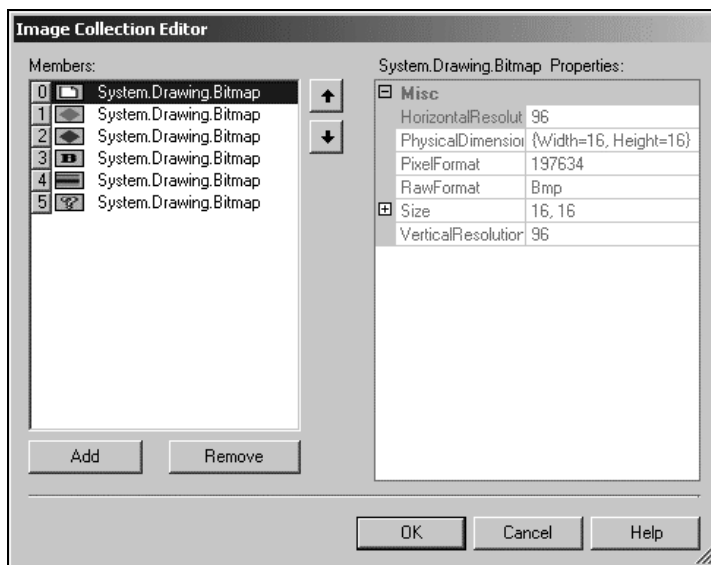 Image Collection Editor
Members:
0 System.Drawing.Bitmap
1 System.Drawing.Bitmap
2 System.Drawing.Bitmap
3 B System.Drawing.Bitmap
4 System.Drawing.Bitmap
5 System.Drawing.Bitmap
Add Remove
System.Drawing.Bitmap Properties:
Misc
HorizontalResolut 96
PhysicalDimension {Width=16, Height=16}
PixelFormat 197634
RawFormat Bmp
Size 16, 16
VerticalResolution 96
OK Cancel Help